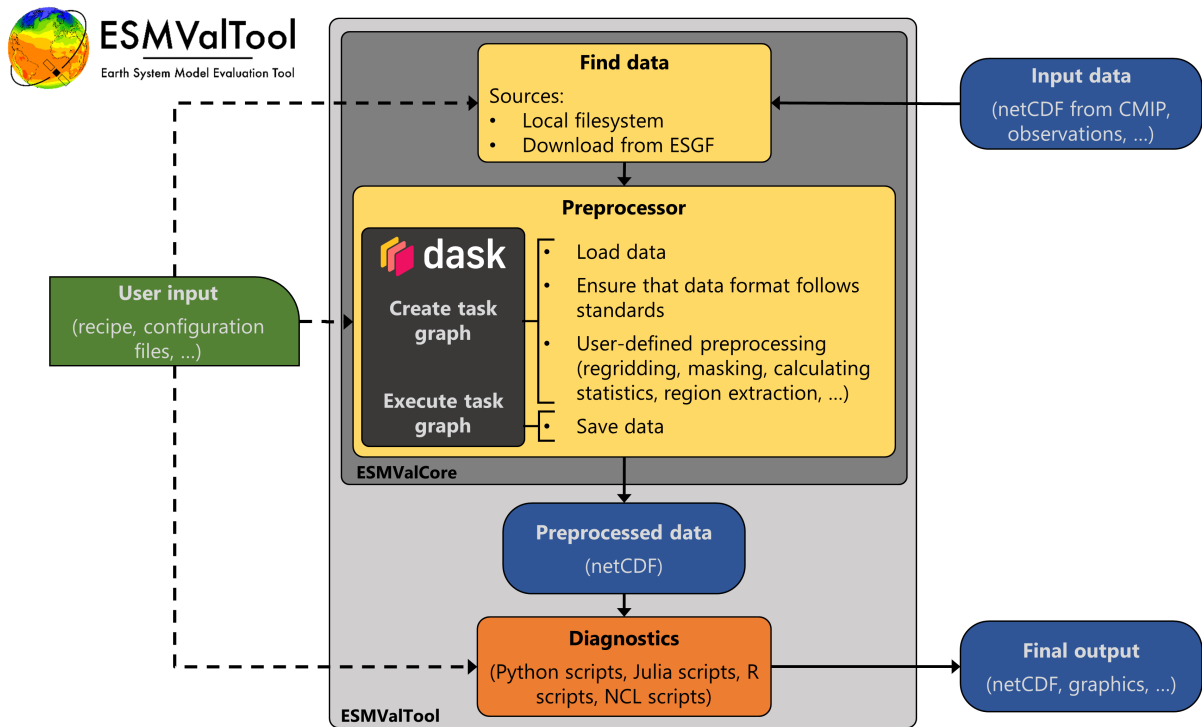 ESMValTool
Earth System Model Evaluation Tool
Find data
Sources:
• Local filesystem
• Download from ESGF
Input data
(netCDF from CMIP,
observations, ...)
Preprocessor
dask
Create task
graph
Execute task
graph
• Load data
• Ensure that data format follows
standards
• User-defined preprocessing
(regridding, masking, calculating
statistics, region extraction, ...)
• Save data
User input
(recipe, configuration
files, ...)
ESMValCore
Preprocessed data
(netCDF)
Diagnostics
(Python scripts, Julia scripts, R
scripts, NCL scripts)
Final output
(netCDF, graphics, ...)
ESMValTool